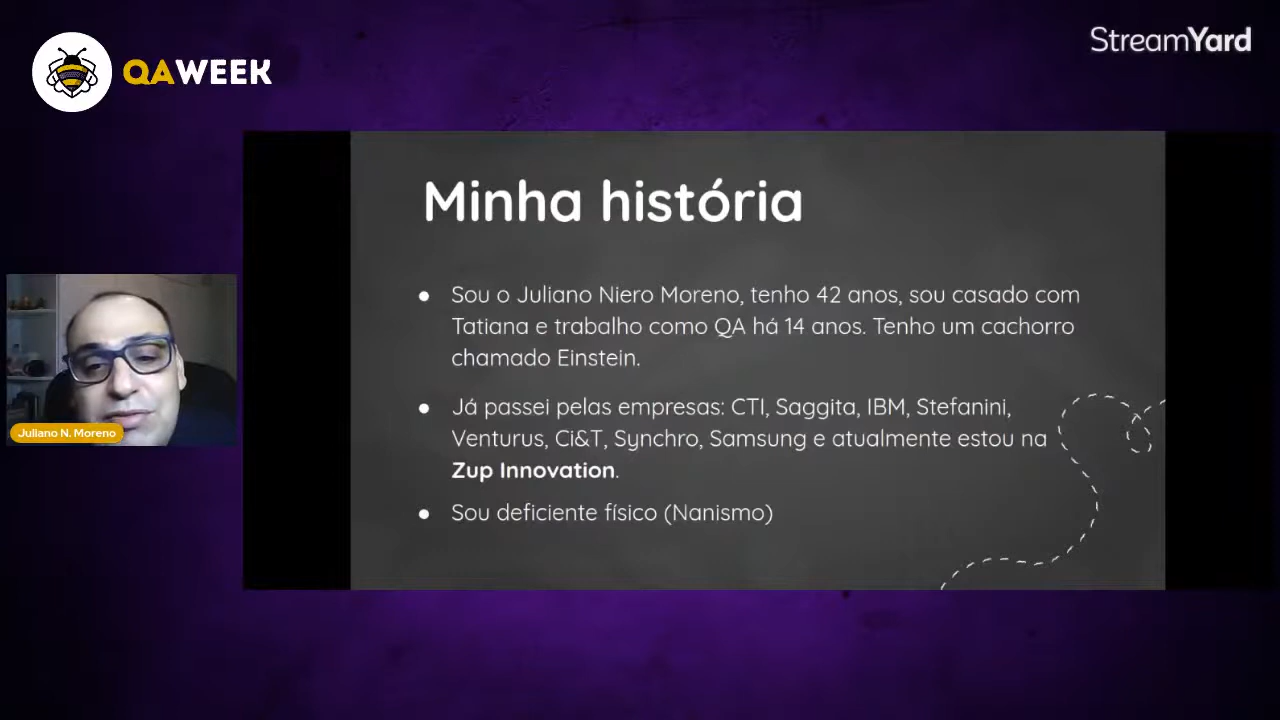 QAWEEK
StreamYard
Minha história
● Sou o Juliano Niero Moreno, tenho 42 anos, sou casado com
Tatiana e trabalho como QA há 14 anos. Tenho um cachorro
chamado Einstein.
● Já passei pelas empresas: CTI, Saggita, IBM, Stefanini,
Venturus, Ci&T, Synchro, Samsung e atualmente estou na
Zup Innovation.
● Sou deficiente físico (Nanismo)
Juliano N. Moreno